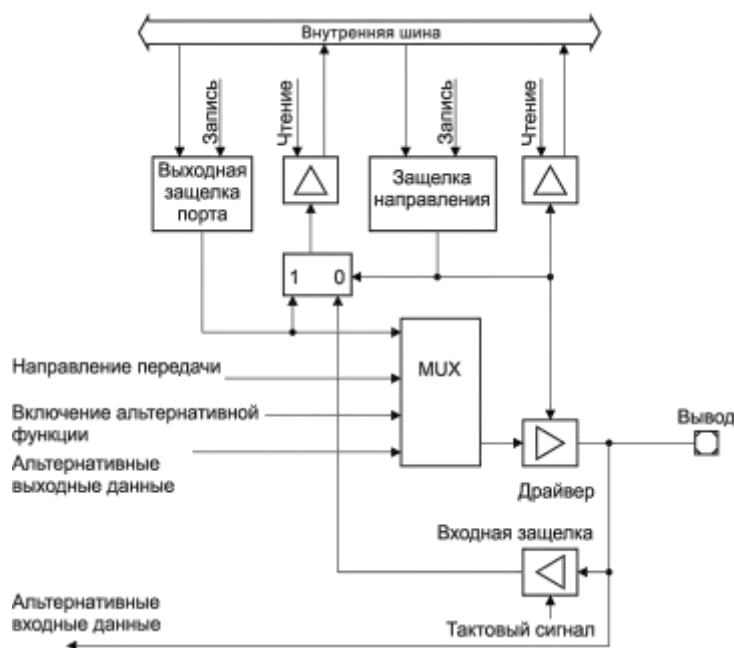 Внутренняя шина
Запись
Чтение
Запись
Чтение
Выходная
защелка
порта
Защелка
направления
1 0
MUX
Направление передачи
Включение альтернативной
функции
Альтернативные
выходные данные
Вывод
Драйвер
Входная защелка
Тактовый сигнал
Альтернативные
входные данные